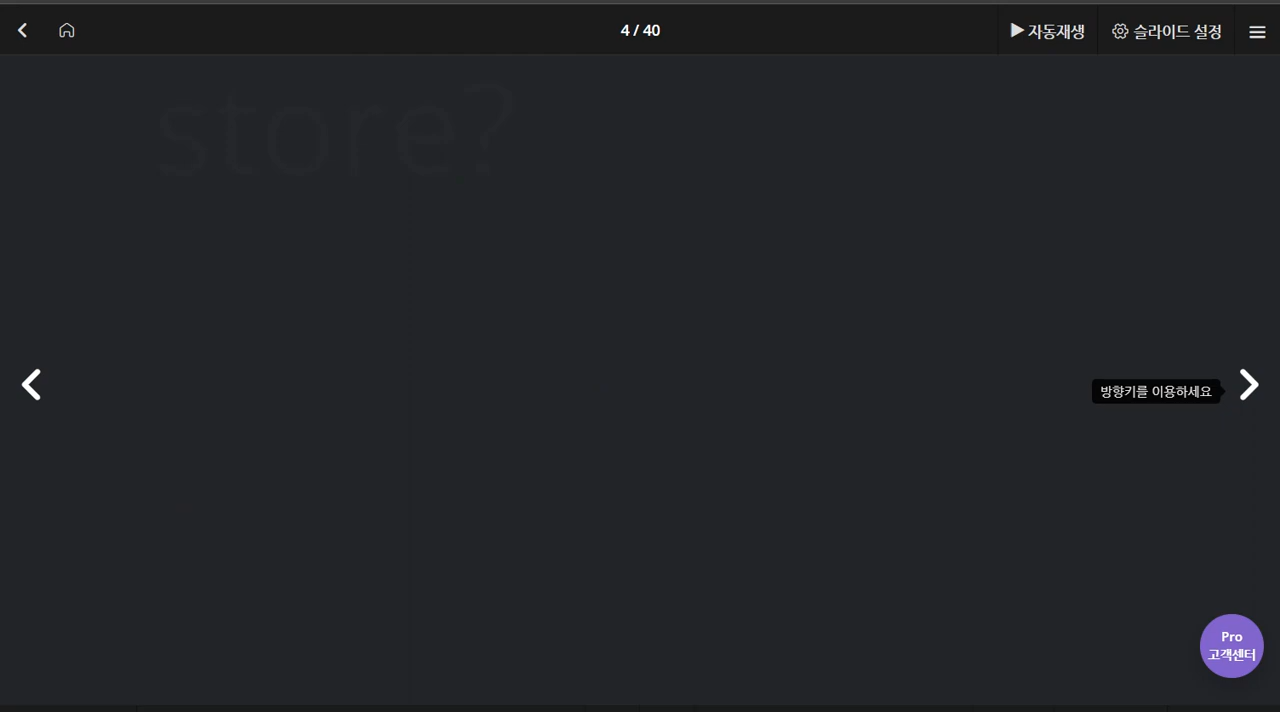 4 / 40
▶ 자동재생
슬라이드 설정
store?
방향키를 이용하세요
Pro
고객센터